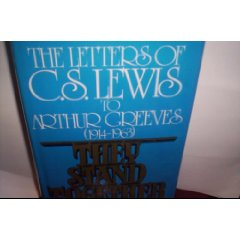 THE LETTERS OF
C.S. LEWIS
TO
ARTHUR GREEVES
(1914-1963)
THEY
STAND
TOGETHER